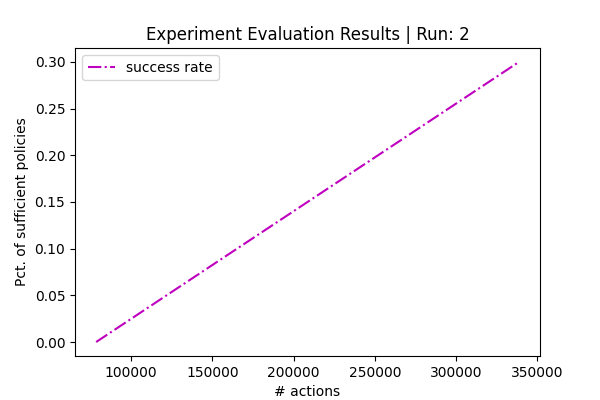 Experiment Evaluation Results | Run: 2
success rate
Pct. of sufficient policies
0.30
0.25
0.20
0.15
0.10
0.05
0.00
100000 150000 200000 250000 300000 350000
# actions